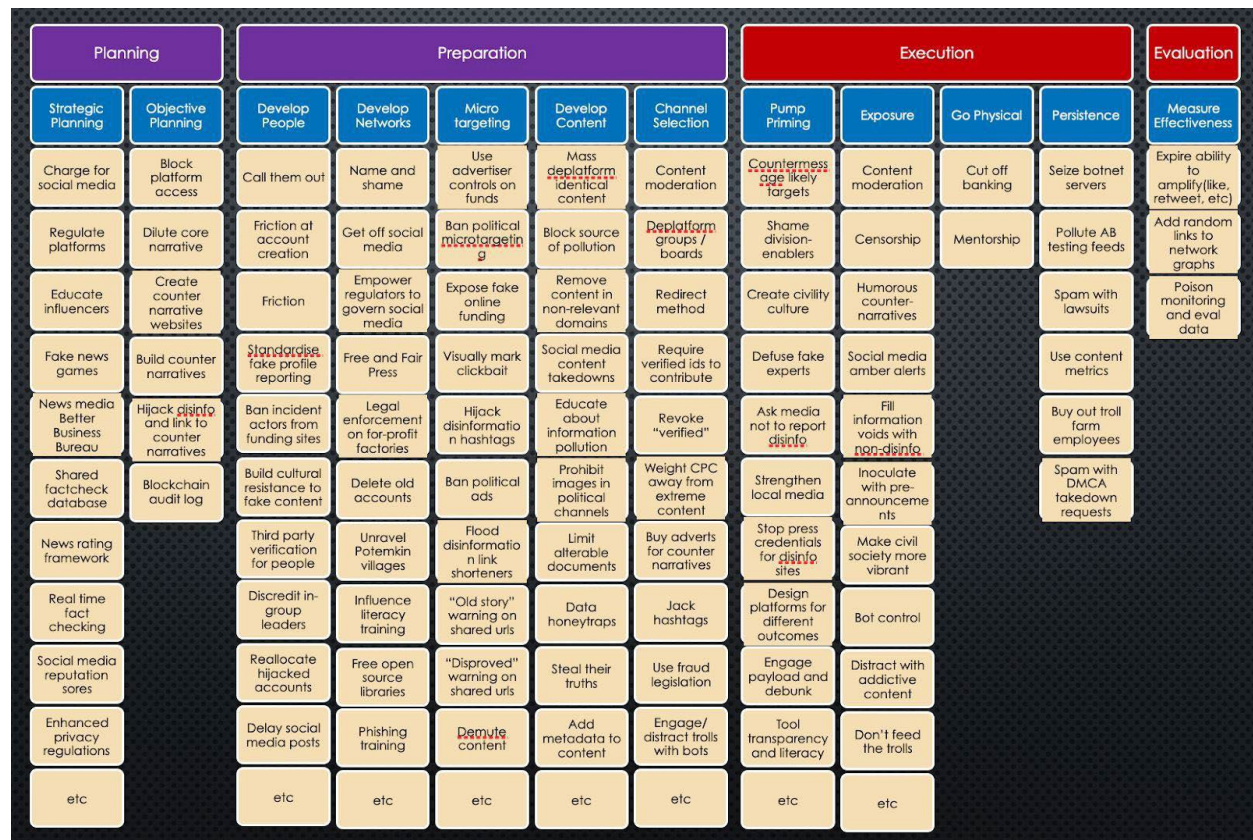 Planning
Preparation
Execution
Evaluation
Strategic
Planning
Objective
Planning
Develop
People
Develop
Networks
Micro
targeting
Develop
Content
Channel
Selection
Pump
Priming
Exposure
Go Physical
Persistence
Measure
Effectiveness
Charge for
social media
Regulate
platforms
Educate
influencers
Fake news
games
News media
Better
Business
Bureau
Shared
factcheck
database
News rating
framework
Real time
fact
checking
Social media
reputation
sores
Enhanced
privacy
regulations
etc
Block
platform
access
Dilute core
narrative
Create
counter
narrative
websites
Build counter
narratives
Hijack disinfo
and link to
counter
narratives
Blockchain
audit log
Call them out
Friction at
account
creation
Friction
Standardise
fake profile
reporting
Ban incident
actors from
funding sites
Build cultural
resistance to
fake content
Third party
verification
for people
Discredit in-
group
leaders
Reallocate
hijacked
accounts
Delay social
media posts
etc
Name and
shame
Get off social
media
Empower
regulators to
govern social
media
Free and Fair
Press
Legal
enforcement
on for-profit
factories
Delete old
accounts
Unravel
Potemkin
villages
Influence
literacy
training
Free open
source
libraries
Phishing
training
etc
Use
advertiser
controls on
funds
Ban political
microtargetin
g
Expose fake
online
funding
Visually mark
clickbait
Hijack
disinformatio
n hashtags
Ban political
ads
Flood
disinformatio
n link
shorteners
“Old story”
warning on
shared urls
“Disproved”
warning on
shared urls
Demute
content
etc
Mass
deplatform
identical
content
Block source
of pollution
Remove
content in
non-relevant
domains
Social media
content
takedowns
Educate
about
information
pollution
Prohibit
images in
political
channels
Limit
alterable
documents
Data
honeytraps
Steal their
truths
Add
metadata to
content
etc
Content
moderation
Deplatform
groups /
boards
Redirect
method
Require
verified ids to
contribute
Revoke
“verified”
Weight CPC
away from
extreme
content
Buy adverts
for counter
narratives
Jack
hashtags
Use fraud
legislation
Engage/
distract trolls
with bots
etc
Countermess
age likely
targets
Shame
division-
enablers
Create civility
culture
Defuse fake
experts
Ask media
not to report
disinfo
Strengthen
local media
Stop press
credentials
for disinfo
sites
Design
platforms for
different
outcomes
Engage
payload and
debunk
Tool
transparency
and literacy
etc
Content
moderation
Censorship
Humorous
counter-
narratives
Social media
amber alerts
Fill
information
voids with
non-disinfo
Inoculate
with pre-
announceme
nts
Make civil
society more
vibrant
Bot control
Distract with
addictive
content
Don’t feed
the trolls
etc
Cut off
banking
Mentorship
Seize botnet
servers
Pollute AB
testing feeds
Spam with
lawsuits
Use content
metrics
Buy out troll
farm
employees
Spam with
DMCA
takedown
requests
Expire ability
to
amplify(like,
retweet, etc)
Add random
links to
network
graphs
Poison
monitoring
and eval
data